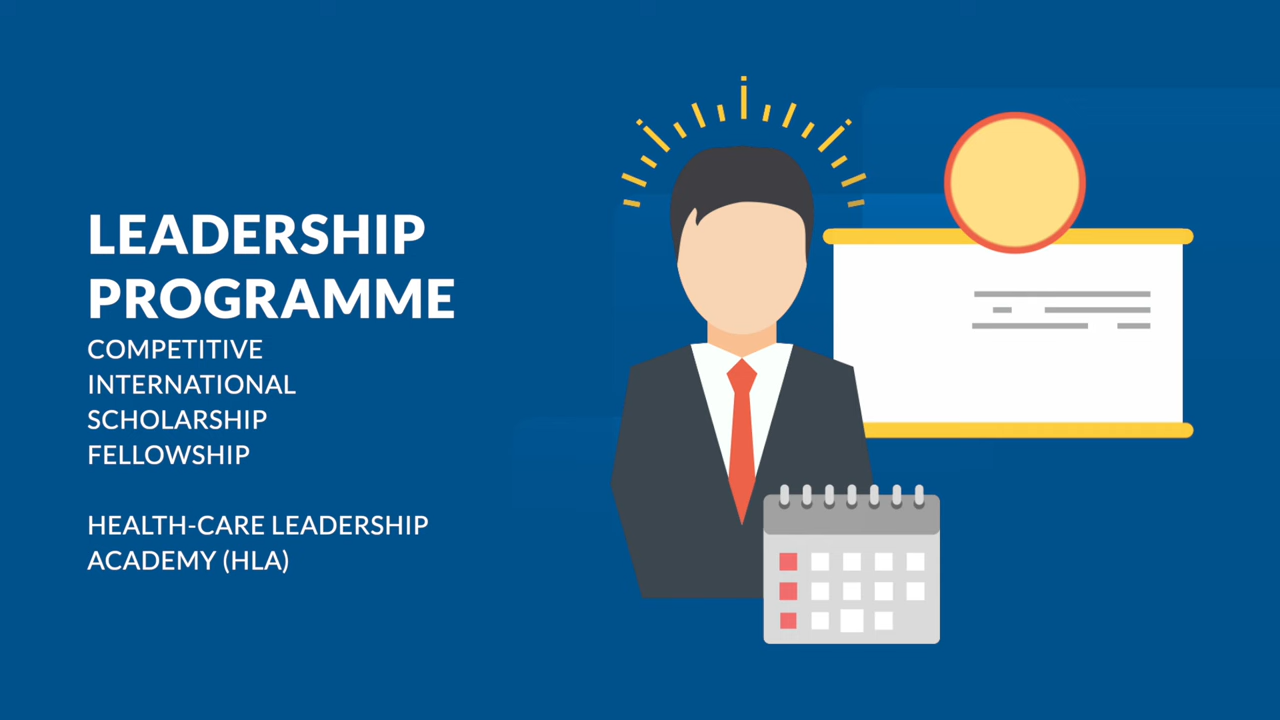 LEADERSHIP
PROGRAMME
COMPETITIVE
INTERNATIONAL
SCHOLARSHIP
FELLOWSHIP
HEALTH-CARE LEADERSHIP
ACADEMY (HLA)